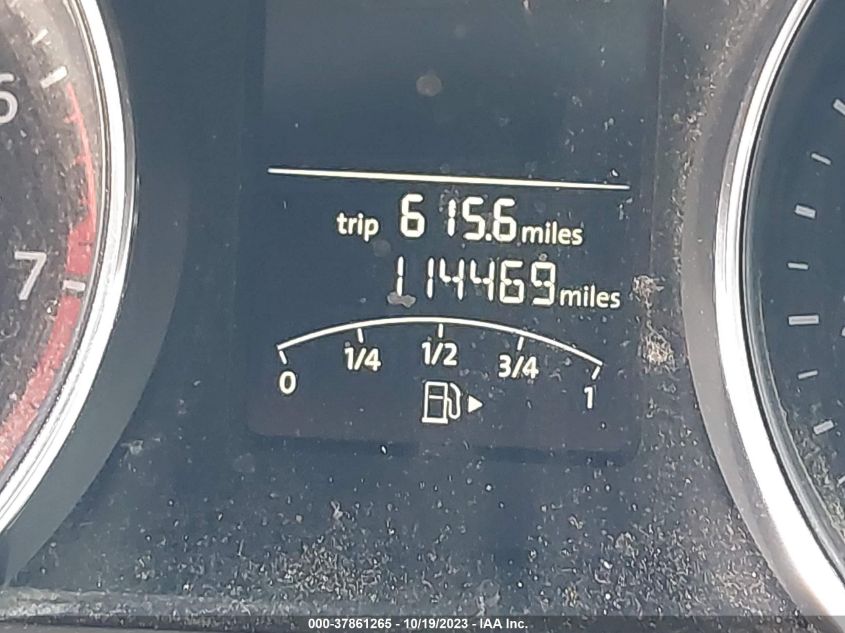 6
7
trip 615.6 miles
114469 miles
0 1/4 1/2 3/4 1
000-37861265 - 10/19/2023 - IAA Inc.